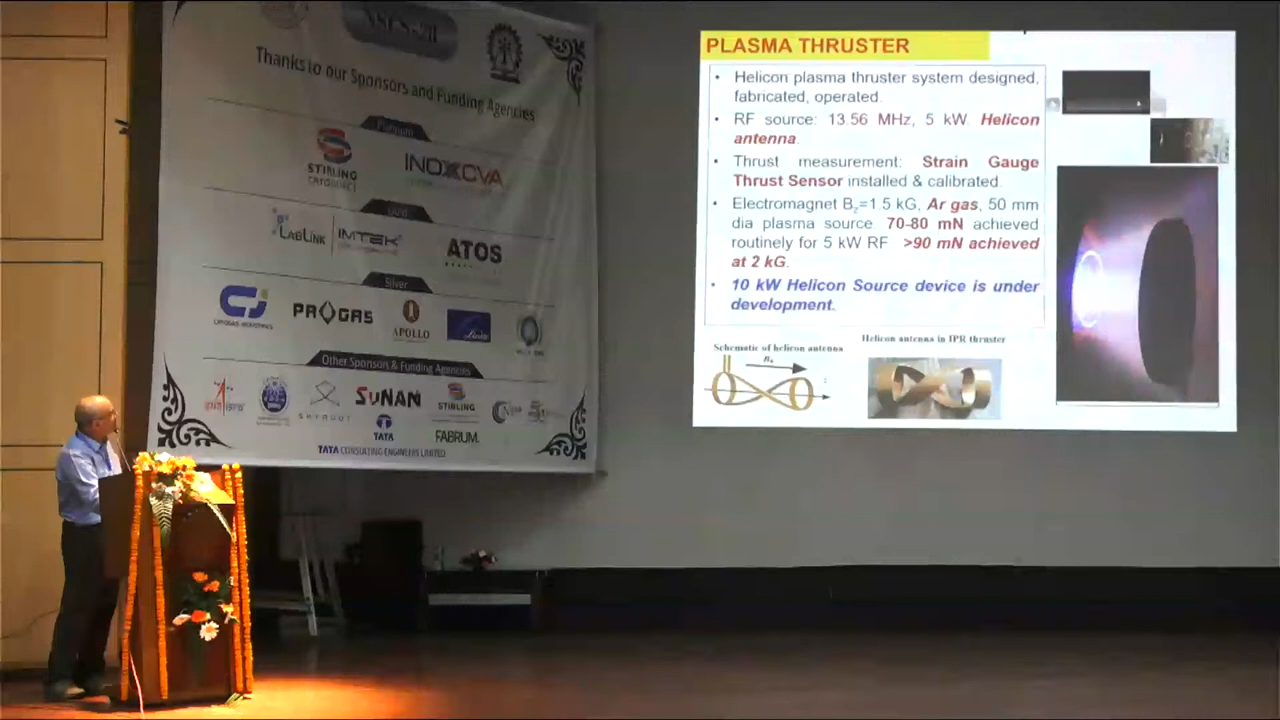 Thanks to our Sponsors and Funding Agencies
Platinum
STIRLING
CRYOGENICS
INOXCVA
Gold
LABLINK
IMTEK
ATOS
Silver
PROGAS
APOLLO
Other Sponsors & Funding Agencies
SKYROOT
SUNAN
STIRLING
TATA
FABRUM
TATA CONSULTING ENGINEERS LIMITED
PLASMA THRUSTER
• Helicon plasma thruster system designed,
fabricated, operated.
• RF source: 13.56 MHz, 5 kW. Helicon
antenna.
• Thrust measurement: Strain Gauge
Thrust Sensor installed & calibrated.
• Electromagnet Bz=1.5 kG, Ar gas, 50 mm
dia plasma source 70-80 mN achieved
routinely for 5 kW RF >90 mN achieved
at 2 kG.
• 10 kW Helicon Source device is under
development.
Schematic of helicon antenna
Helicon antenna in IPR thruster